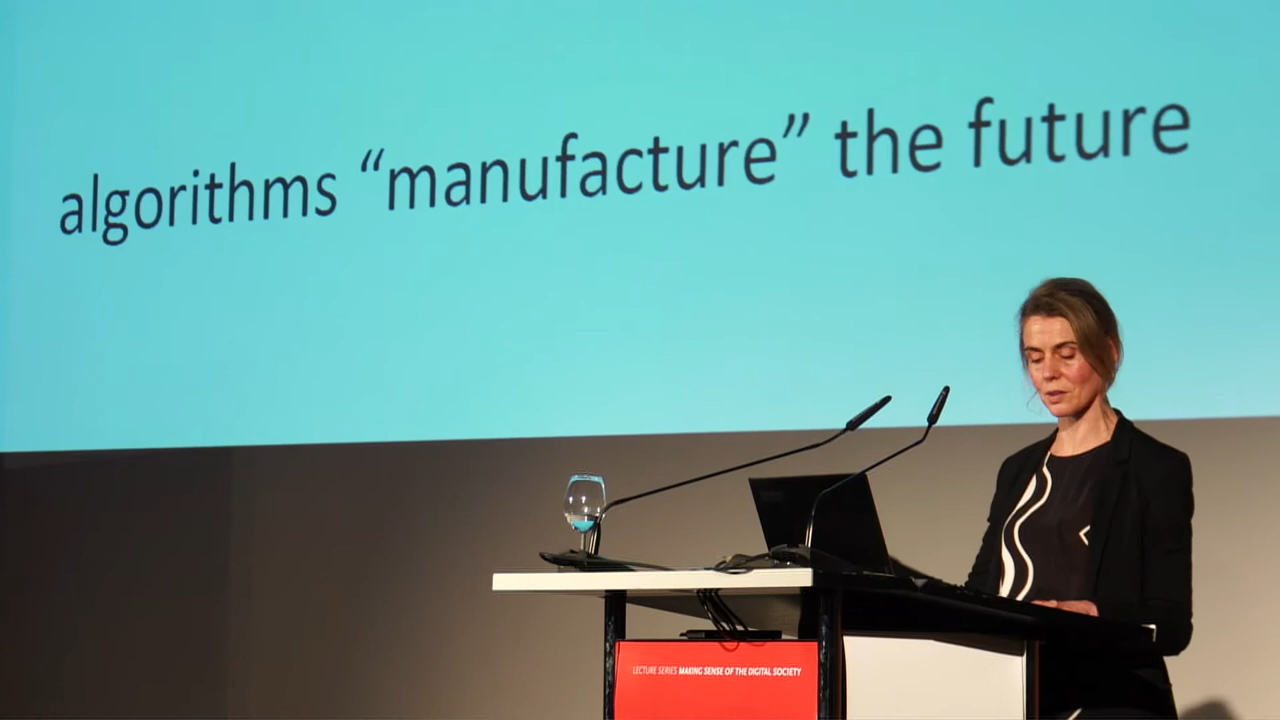 algorithms “manufacture” the future
LECTURE SERIES MAKING SENSE OF THE DIGITAL SOCIETY